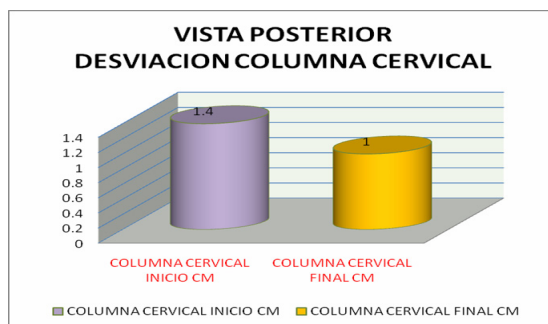 VISTA POSTERIOR
DESVIACION COLUMNA CERVICAL
1.4
1
1.4
1.2
1
0.8
0.6
0.4
0.2
0
COLUMNA CERVICAL
INICIO CM
COLUMNA CERVICAL
FINAL CM
COLUMNA CERVICAL INICIO CM
COLUMNA CERVICAL FINAL CM